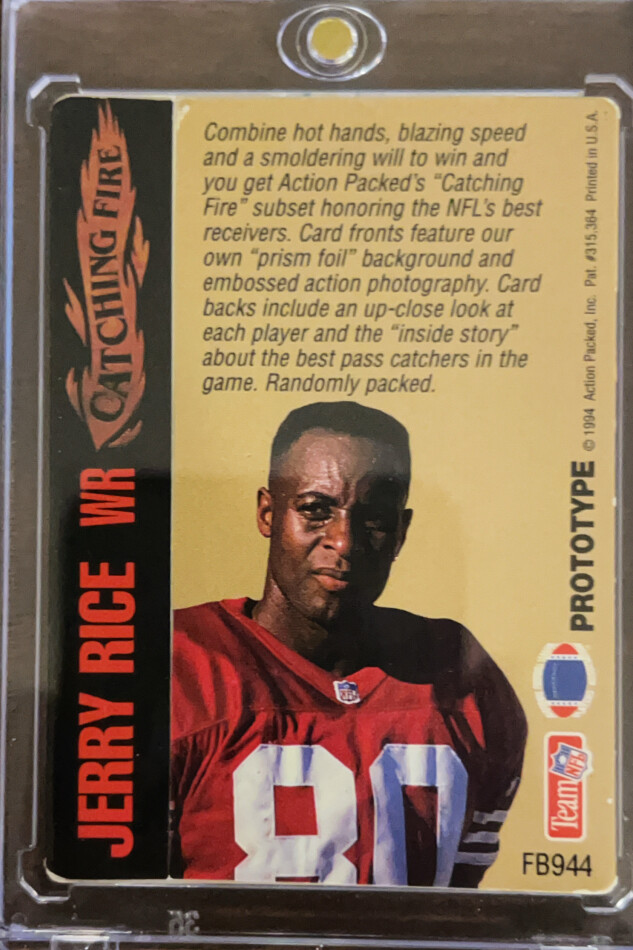 Combine hot hands, blazing speed
and a smoldering will to win and
you get Action Packed's "Catching
Fire" subset honoring the NFL's best
receivers. Card fronts feature our
own "prism foil" background and
embossed action photography. Card
backs include an up-close look at
each player and the "inside story"
about the best pass catchers in the
game. Randomly packed.
CATCHING FIRE
JERRY RICE WR
PROTOTYPE © 1994 Action Packed, Inc. Pat. #315,364 Printed in U.S.A.
NFL
80
Team NFL
FB944
35